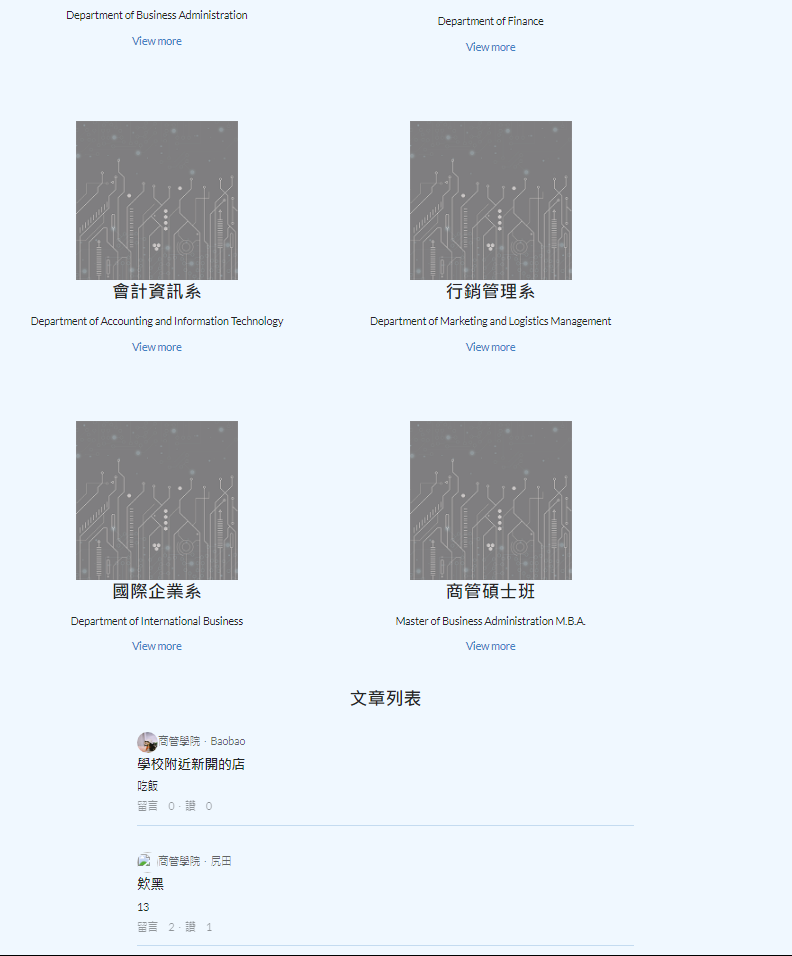 Department of Business Administration
Department of Finance
View more
View more
會計資訊系
行銷管理系
Department of Accounting and Information Technology
Department of Marketing and Logistics Management
View more
View more
國際企業系
商管碩士班
Department of International Business
Master of Business Administration M.B.A.
View more
View more
文章列表
商管學院 · Baobao
學校附近新開的店
吃飯
留言 0 · 讚 0
商管學院 · 尻田
欸黑
13
留言 2 · 讚 1